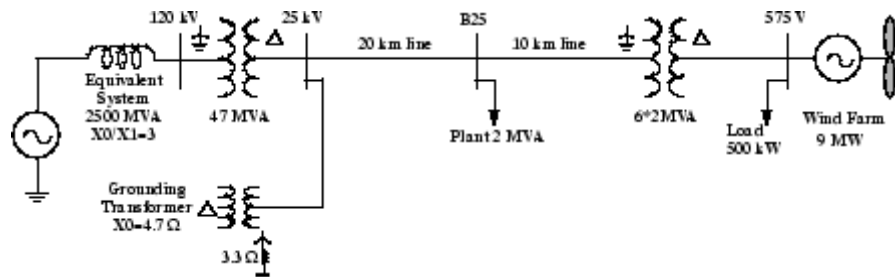 120 kV
25 kV
B25
575 V
20 km line
10 km line
Equivalent
System
2500 MVA
X0/X1=3
47 MVA
Plant 2 MVA
6*2MVA
Load
500 kW
Wind Farm
9 MW
Grounding
Transformer
X0=4.7 Ω
3.3 Ω